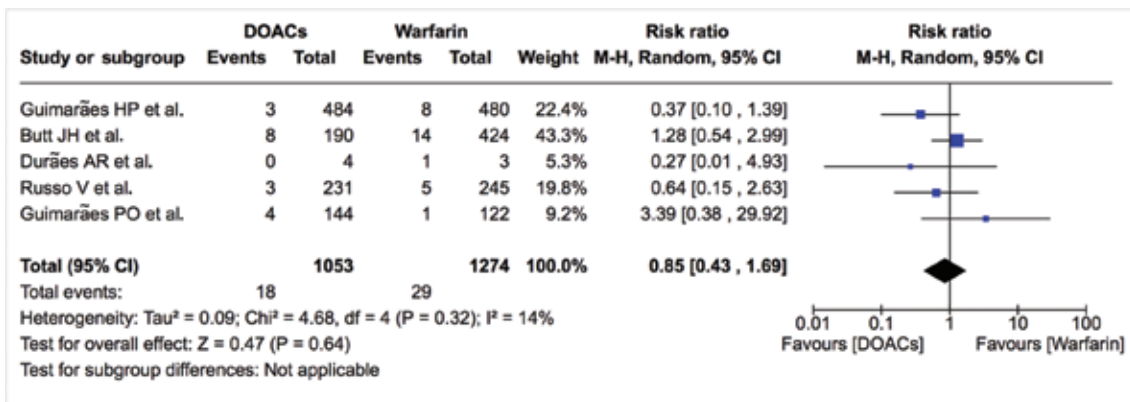 DOACs Warfarin Risk ratio Risk ratio
Study or subgroup Events Total Events Total Weight M-H, Random, 95% CI M-H, Random, 95% CI
Guimarães HP et al. 3 484 8 480 22.4% 0.37 [0.10 , 1.39]
Butt JH et al. 8 190 14 424 43.3% 1.28 [0.54 , 2.99]
Durães AR et al. 0 4 1 3 5.3% 0.27 [0.01 , 4.93]
Russo V et al. 3 231 5 245 19.8% 0.64 [0.15 , 2.63]
Guimarães PO et al. 4 144 1 122 9.2% 3.39 [0.38 , 29.92]
Total (95% CI) 1053 1274 100.0% 0.85 [0.43 , 1.69]
Total events: 18 29
Heterogeneity: Tau² = 0.09; Chi² = 4.68, df = 4 (P = 0.32); I² = 14%
Test for overall effect: Z = 0.47 (P = 0.64)
Test for subgroup differences: Not applicable
0.01 0.1 1 10 100
Favours [DOACs] Favours [Warfarin]